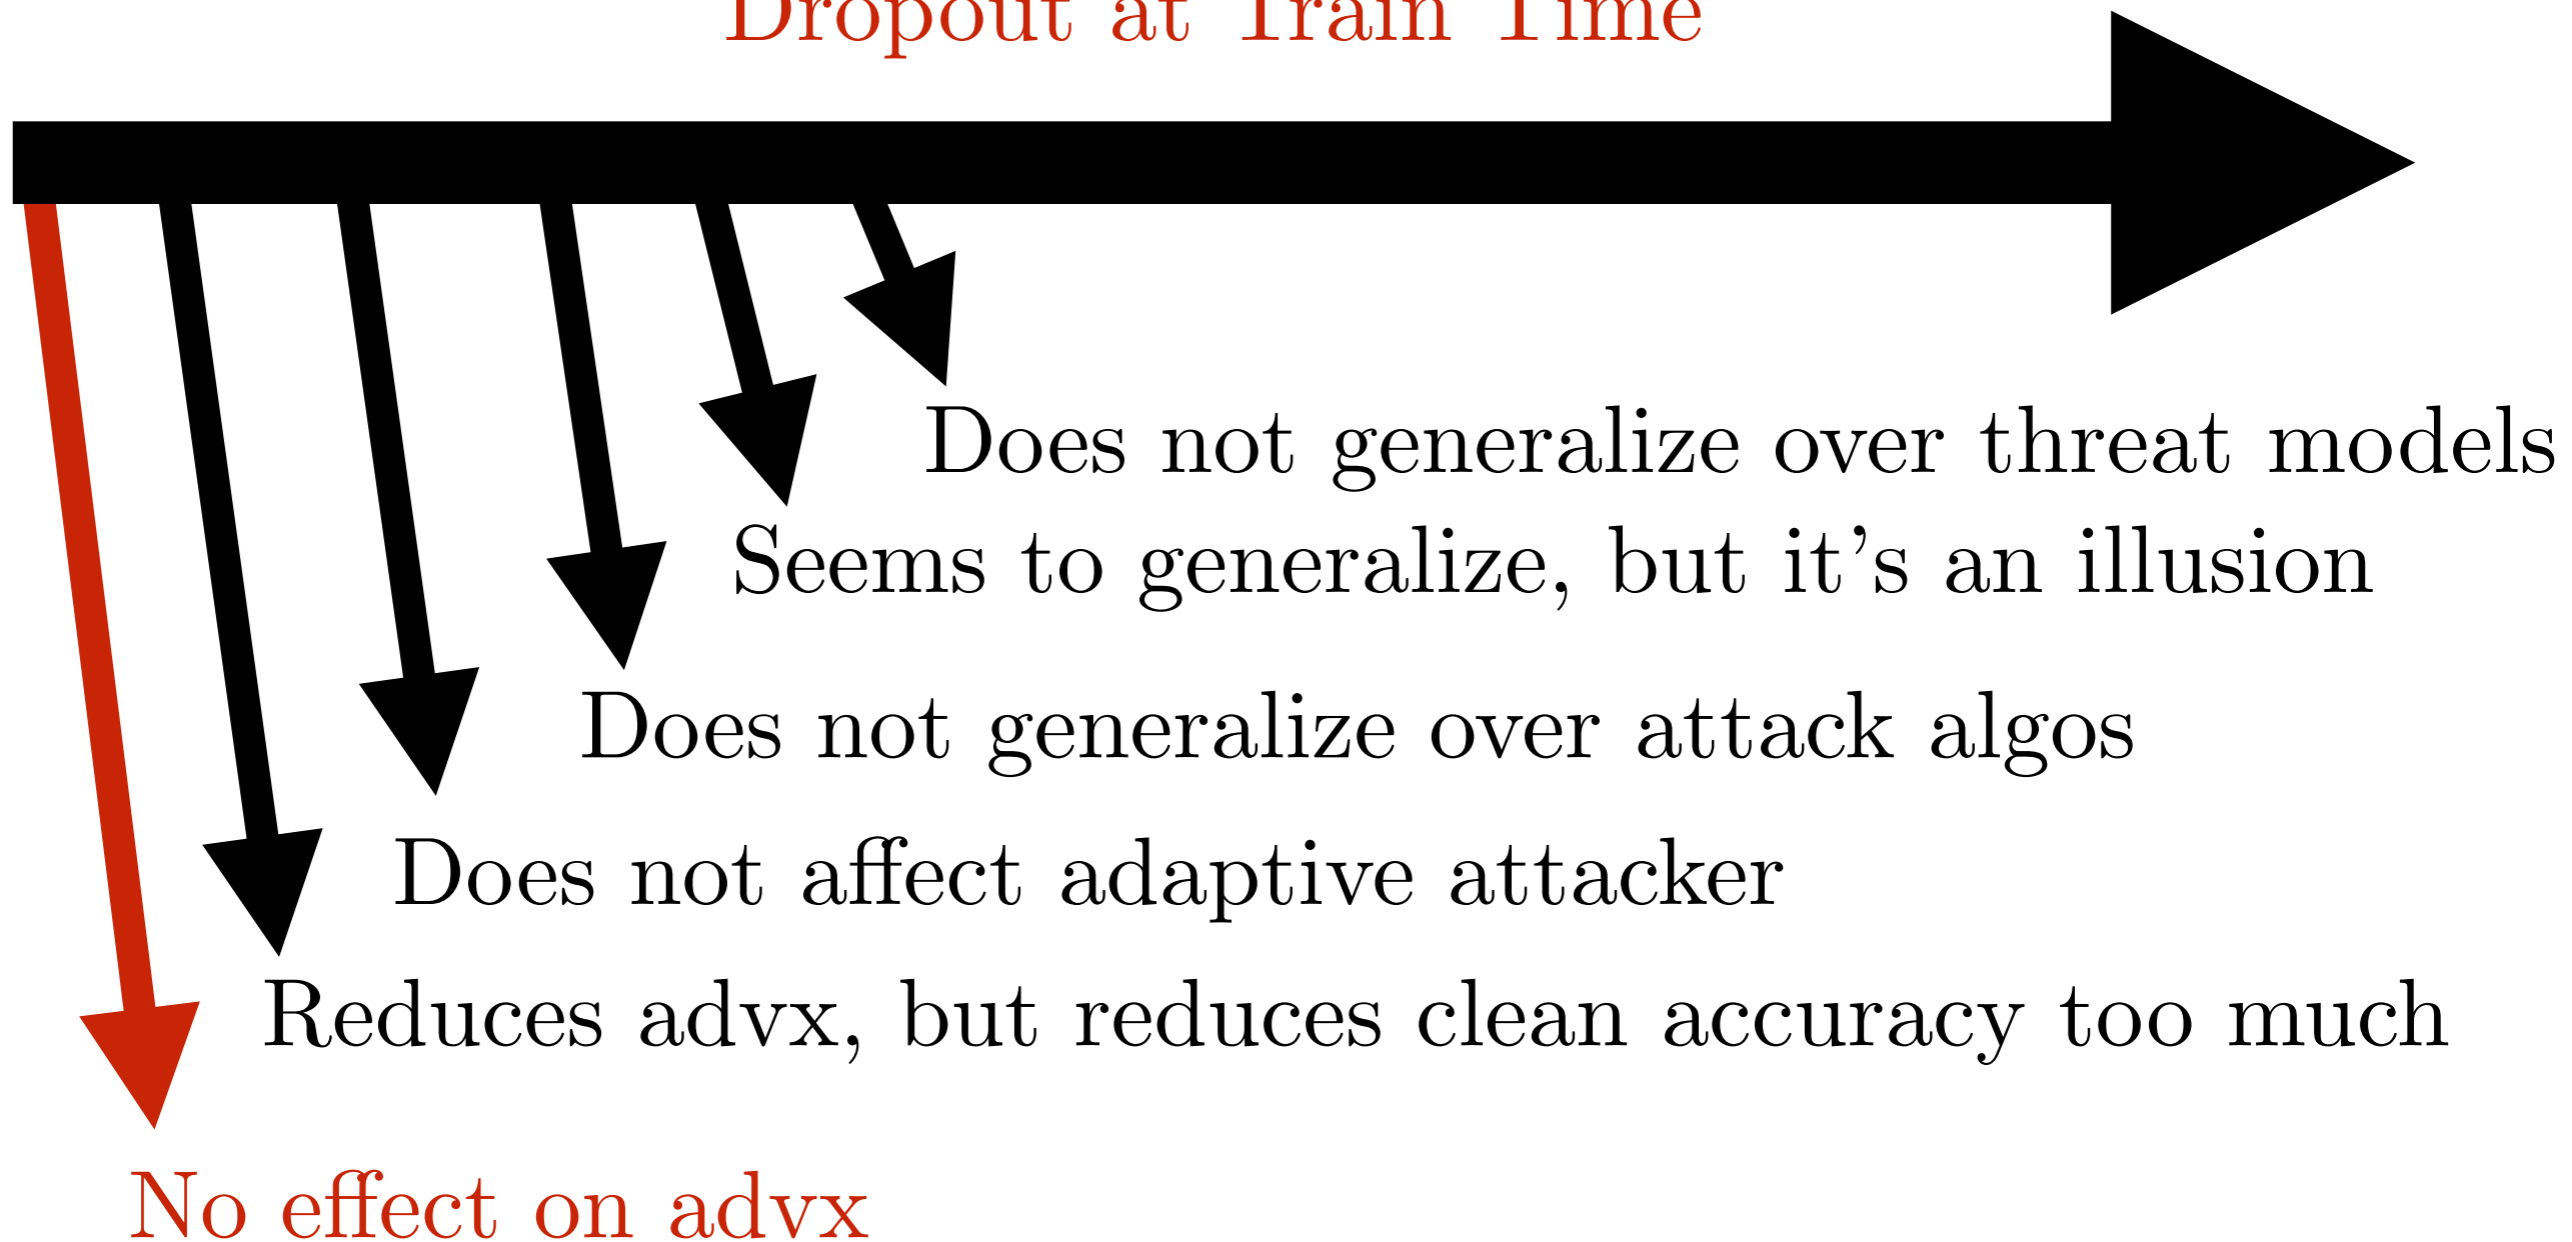 Dropout at Train Time
Does not generalize over threat models
Seems to generalize, but it's an illusion
Does not generalize over attack algos
Does not affect adaptive attacker
Reduces advx, but reduces clean accuracy too much
No effect on advx